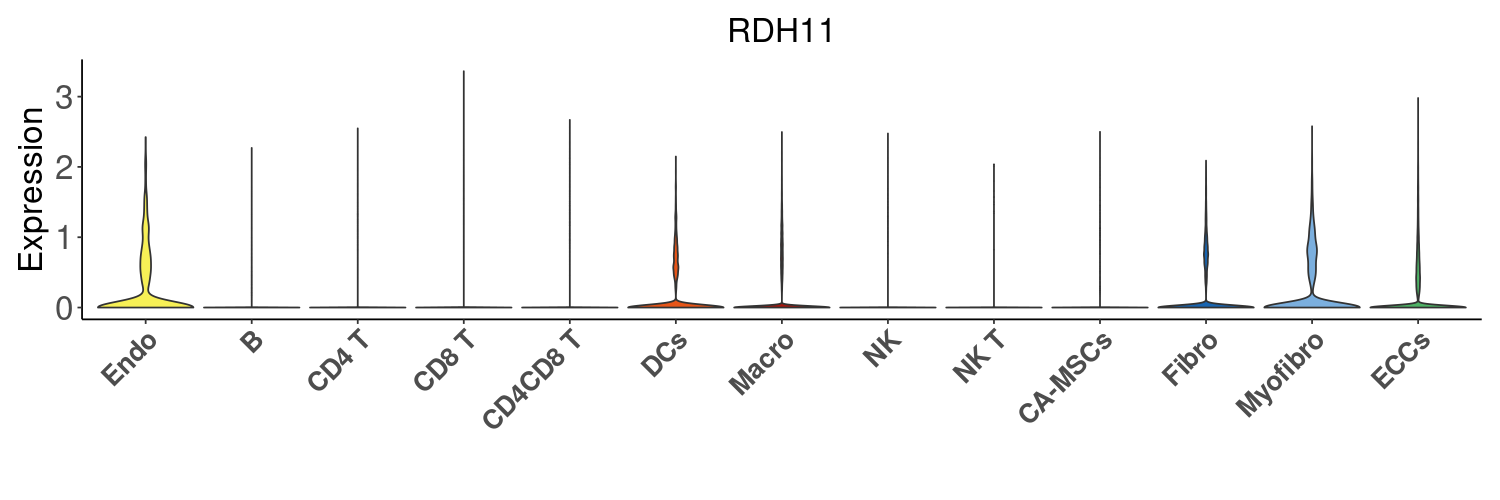 RDH11
Expression
3
2
1
0
Endo
B
CD4 T
CD8 T
CD4CD8 T
DCs
Macro
NK
NK T
CA-MSCs
Fibro
Myofibro
ECCs